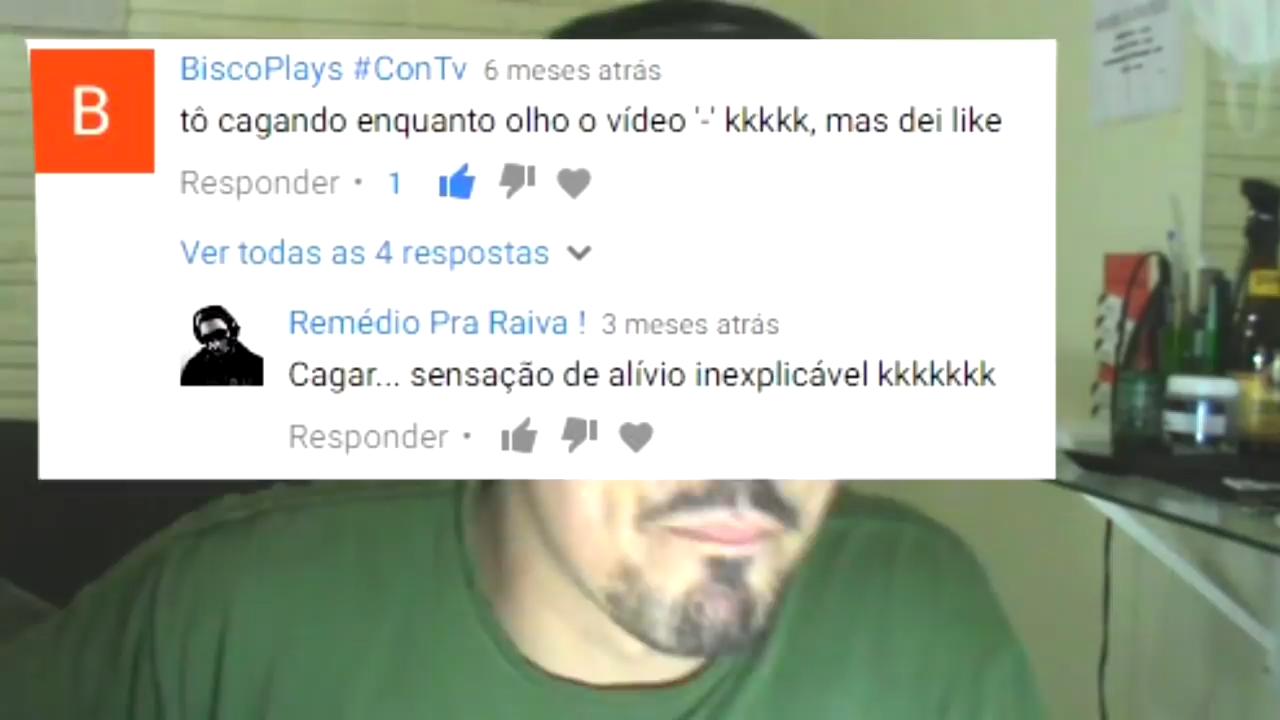 B
BiscoPlays #ConTv 6 meses atrás
tô cagando enquanto olho o vídeo '-' kkkkk, mas dei like
Responder • 1
Ver todas as 4 respostas
Remédio Pra Raiva ! 3 meses atrás
Cagar... sensação de alívio inexplicável kkkkkkk
Responder •